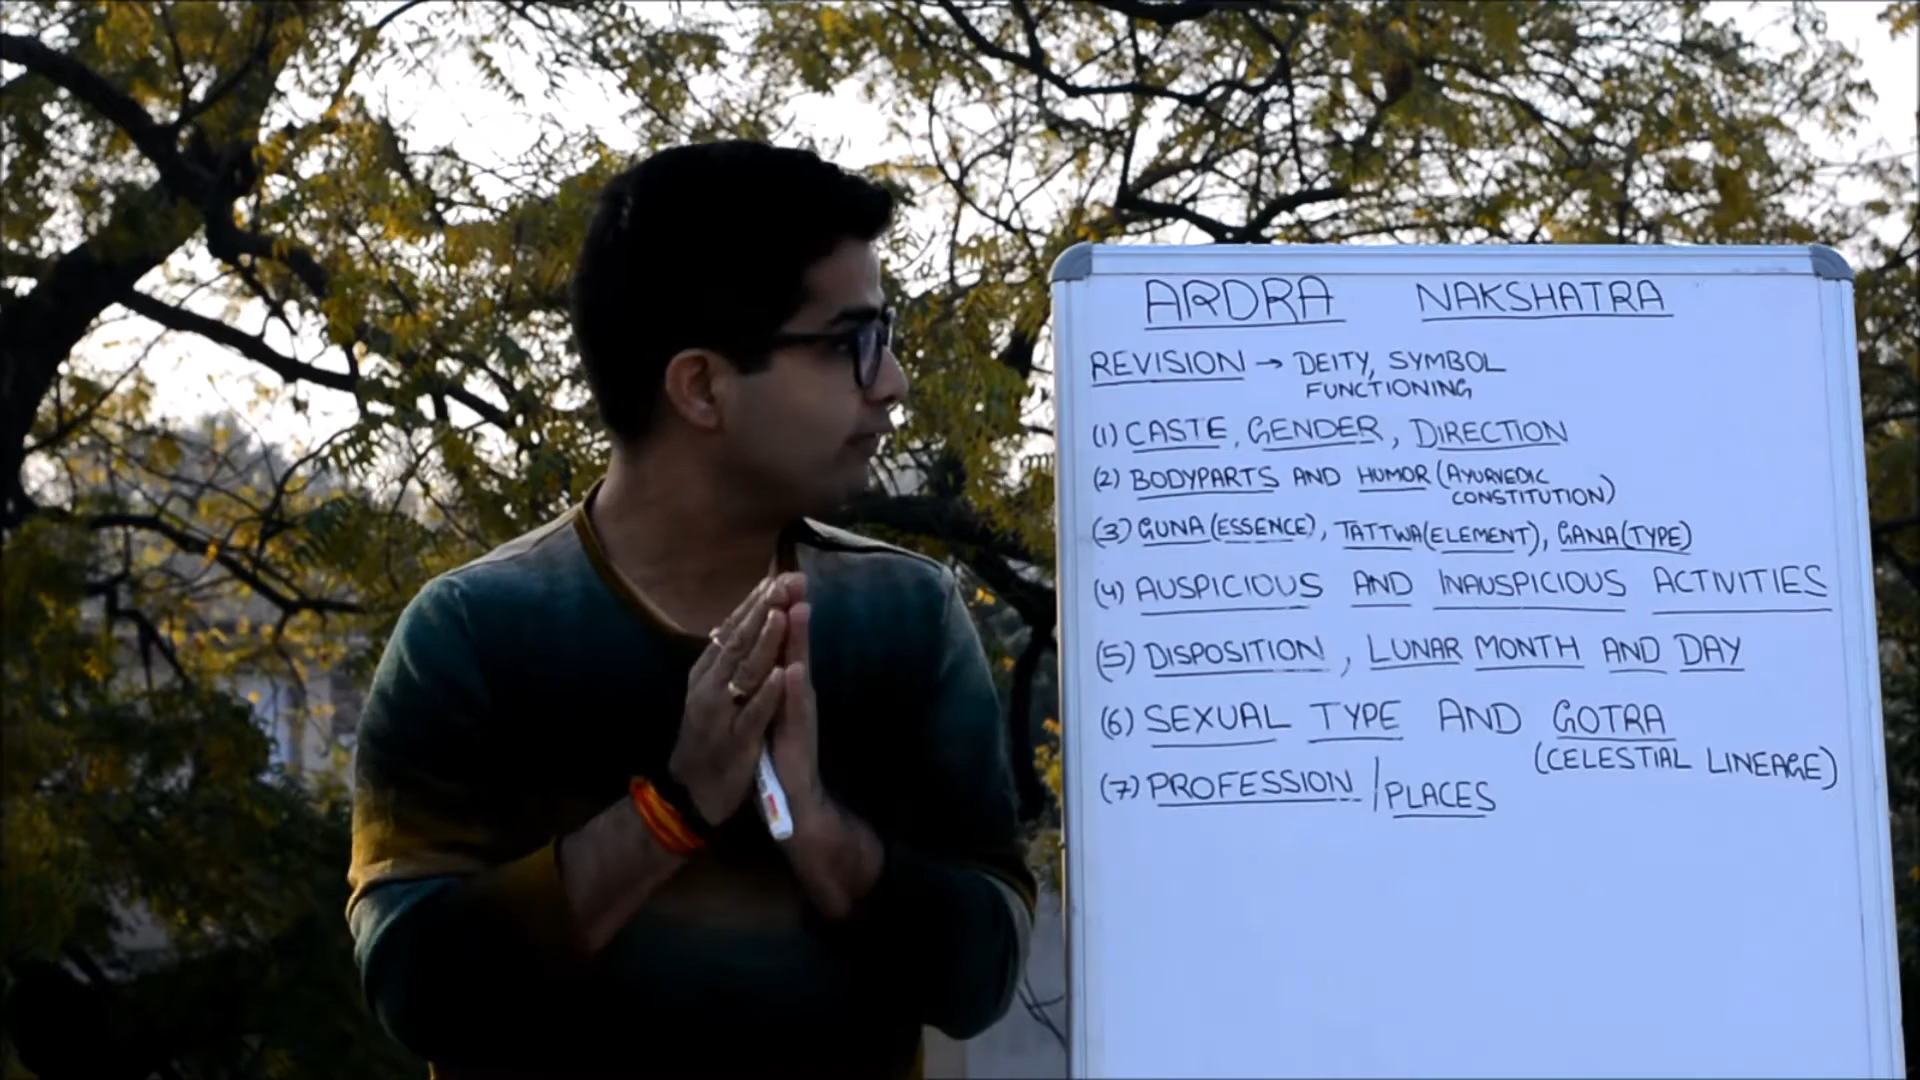 ARDRA NAKSHATRA
REVISION → DEITY, SYMBOL
FUNCTIONING
(1) CASTE, GENDER, DIRECTION
(2) BODYPARTS AND HUMOR (AYURVEDIC
CONSTITUTION)
(3) GUNA (ESSENCE), TATTWA (ELEMENT), GANA (TYPE)
(4) AUSPICIOUS AND INAUSPICIOUS ACTIVITIES
(5) DISPOSITION, LUNAR MONTH AND DAY
(6) SEXUAL TYPE AND GOTRA
(CELESTIAL LINEAGE)
(7) PROFESSION / PLACES